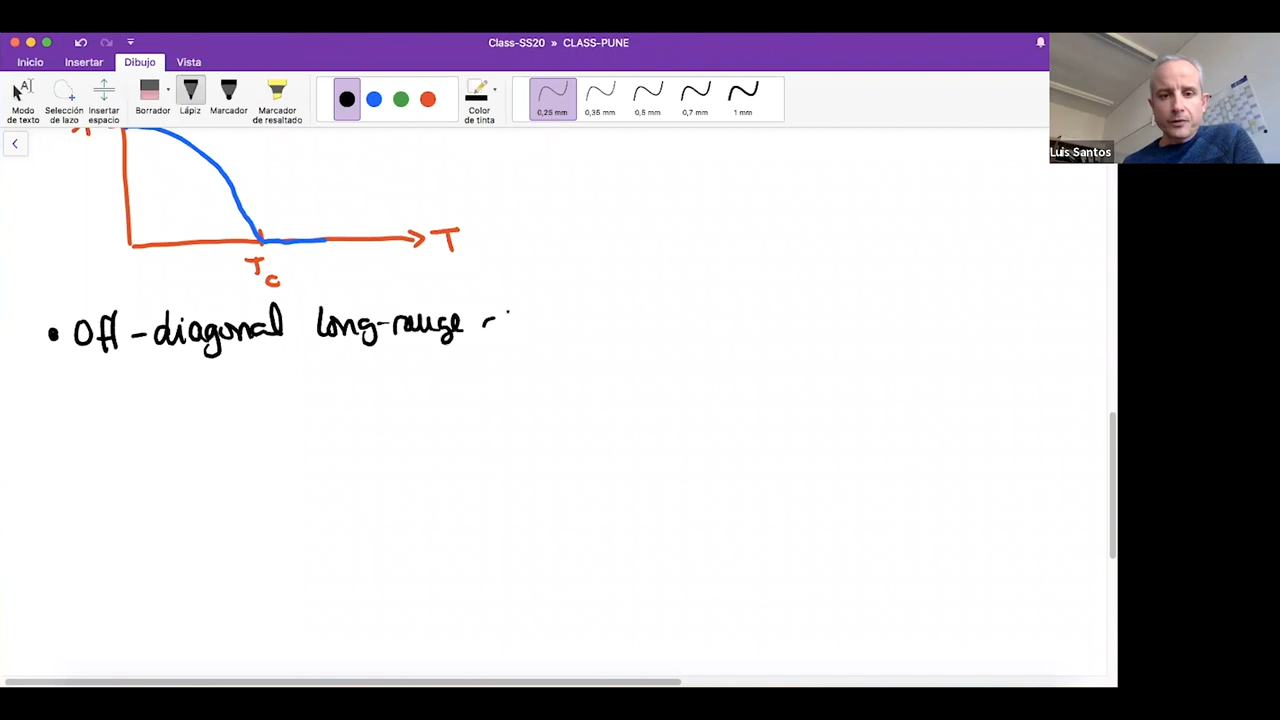 Class-SS20 » CLASS-PUNE
Inicio Insertar Dibujo Vista
Modo de texto
Selección de lazo
Insertar espacio
Borrador
Lápiz
Marcador
Marcador de resaltado
Color de tinta
0,25 mm 0,35 mm 0,5 mm 0,7 mm 1 mm
Luis Santos
T
Tc
• Off-diagonal long-range